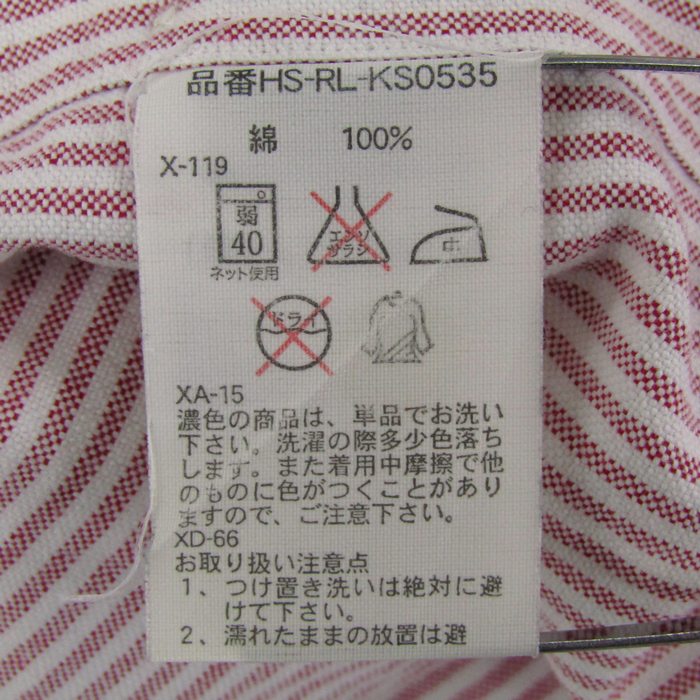 品番HS-RL-KS0535
綿 100%
X-119
弱
40
ネット使用
エンソ
サラシ
中
ドライ
XA-15
濃色の商品は、単品でお洗い
下さい。洗濯の際多少色落ち
します。また着用中摩擦で他
のものに色がつくことがあり
ますので、ご注意下さい。
XD-66
お取り扱い注意点
1、つけ置き洗いは絶対に避
けて下さい。
2、濡れたままの放置は避